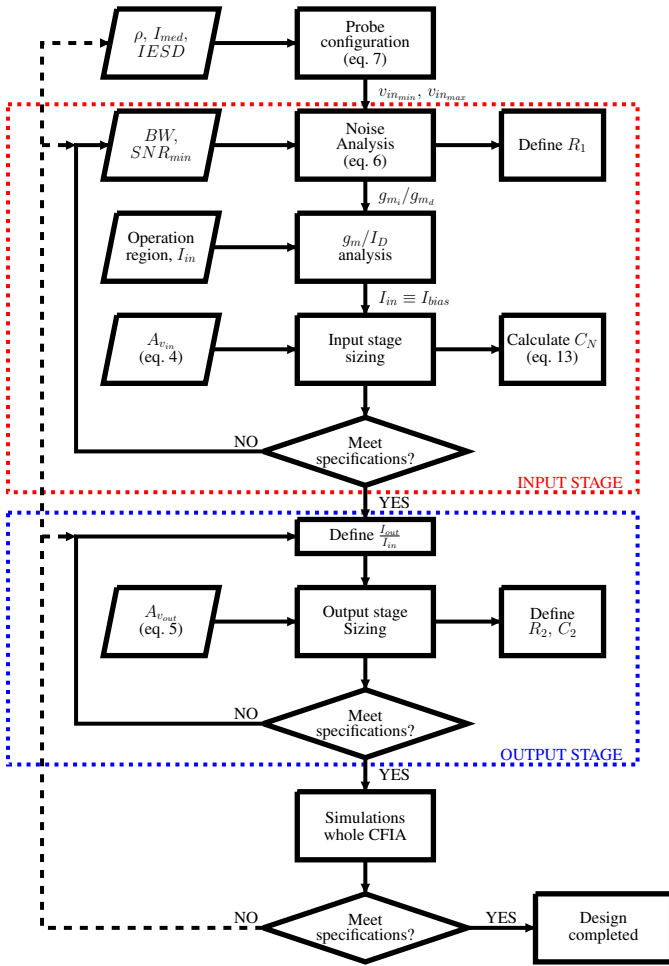 ρ, I_med,
IESD
Probe
configuration
(eq. 7)
v_in_min, v_in_max
BW,
SNR_min
Noise
Analysis
(eq. 6)
Define R_1
g_m_i/g_m_d
Operation
region, I_in
g_m/I_D
analysis
I_in ≡ I_bias
A_v_in
(eq. 4)
Input stage
sizing
Calculate C_N
(eq. 13)
NO
Meet
specifications?
INPUT STAGE
YES
Define I_out/I_in
A_v_out
(eq. 5)
Output stage
Sizing
Define
R_2, C_2
NO
Meet
specifications?
OUTPUT STAGE
YES
Simulations
whole CFIA
NO
Meet
specifications?
YES
Design
completed